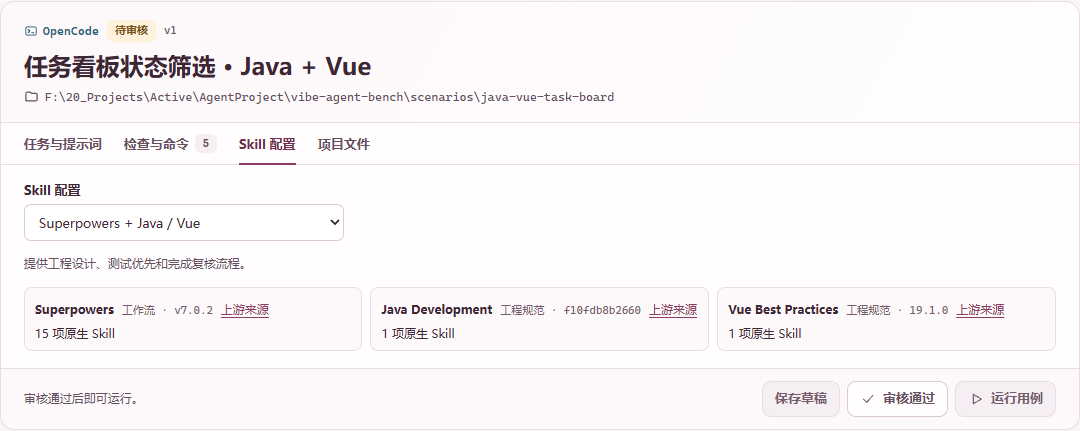 OpenCode 待审核 v1
任务看板状态筛选 · Java + Vue
F:\20_Projects\Active\AgentProject\vibe-agent-bench\scenarios\java-vue-task-board
任务与提示词 检查与命令 5 Skill 配置 项目文件
Skill 配置
Superpowers + Java / Vue
提供工程设计、测试优先和完成复核流程。
Superpowers 工作流 · v7.0.2 上游来源
15 项原生 Skill
Java Development 工程规范 · f10fdb8b2660 上游来源
1 项原生 Skill
Vue Best Practices 工程规范 · 19.1.0 上游来源
1 项原生 Skill
审核通过后即可运行。
保存草稿 审核通过 运行用例